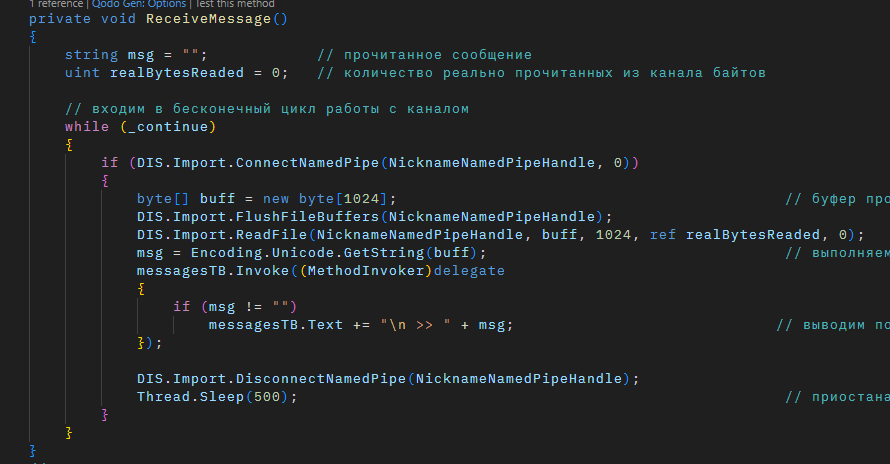 1 reference | Qodo Gen: Options | Test this method
private void ReceiveMessage()
{
    string msg = "";            // прочитанное сообщение
    uint realBytesReaded = 0;   // количество реально прочитанных из канала байтов

    // входим в бесконечный цикл работы с каналом
    while (_continue)
    {
        if (DIS.Import.ConnectNamedPipe(NicknameNamedPipeHandle, 0))
        {
            byte[] buff = new byte[1024];                                           // буфер про
            DIS.Import.FlushFileBuffers(NicknameNamedPipeHandle);
            DIS.Import.ReadFile(NicknameNamedPipeHandle, buff, 1024, ref realBytesReaded, 0);
            msg = Encoding.Unicode.GetString(buff);                                 // выполняем
            messagesTB.Invoke((MethodInvoker)delegate
            {
                if (msg != "")
                    messagesTB.Text += "\n >> " + msg;                             // выводим по
            });

            DIS.Import.DisconnectNamedPipe(NicknameNamedPipeHandle);
            Thread.Sleep(500);                                                      // приостана
        }
    }
}